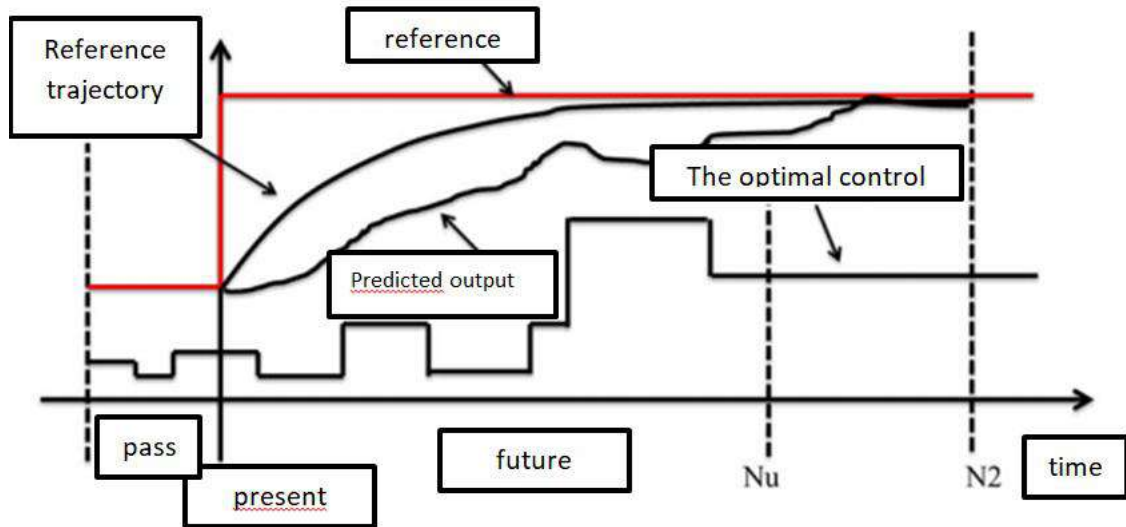 Reference
trajectory
reference
The optimal control
Predicted output
pass
present
future
Nu
N2
time